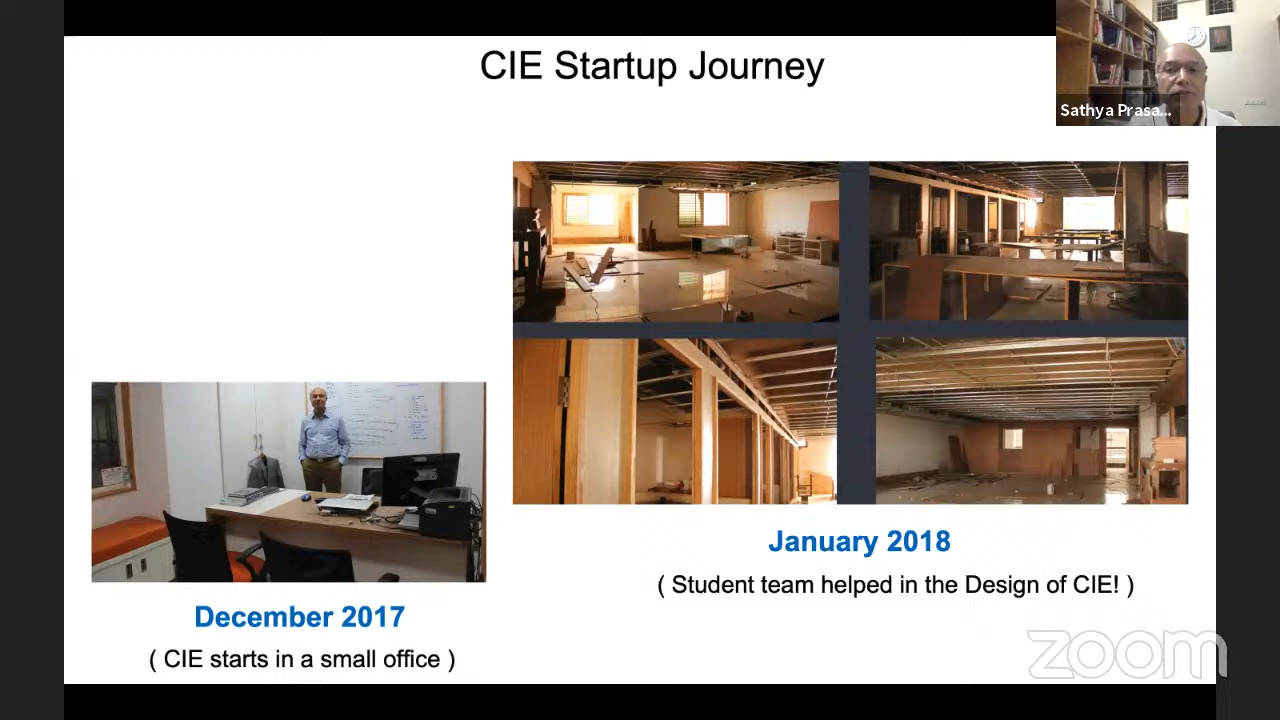 CIE Startup Journey
Sathya Prasa...
January 2018
( Student team helped in the Design of CIE! )
December 2017
( CIE starts in a small office )
zoom